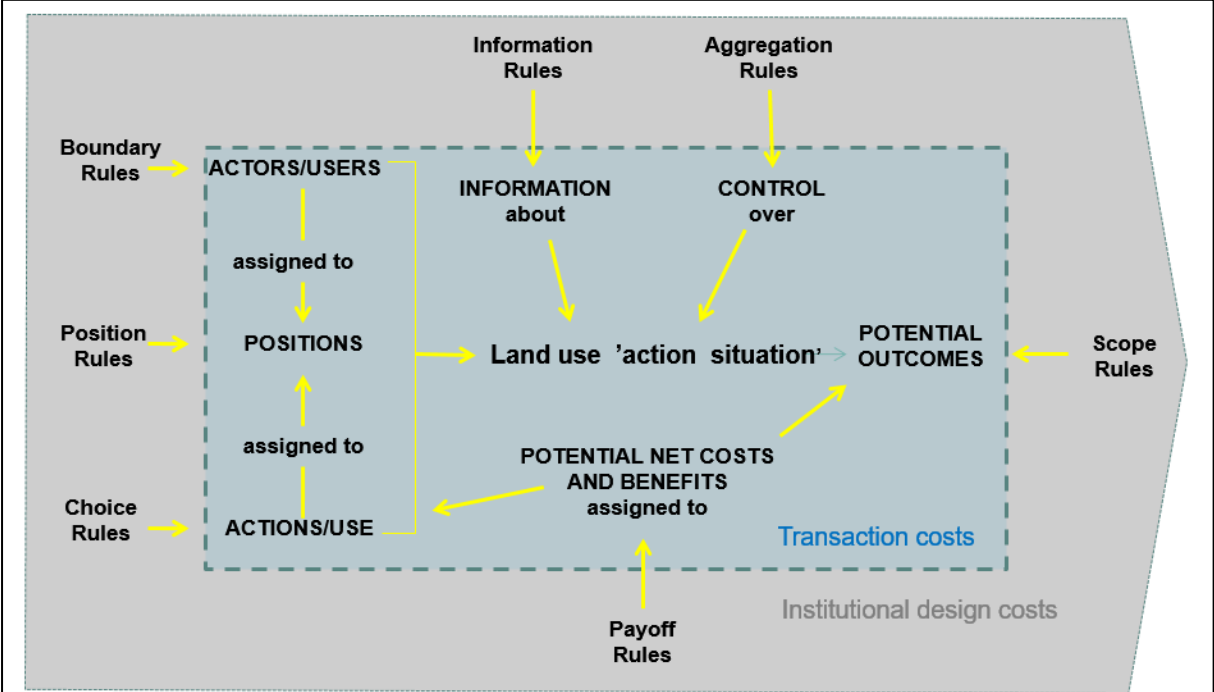 Information
Rules
Aggregation
Rules
Boundary
Rules
ACTORS/USERS
INFORMATION
about
CONTROL
over
assigned to
Position
Rules
POSITIONS
Land use ’action situation’
POTENTIAL
OUTCOMES
Scope
Rules
assigned to
POTENTIAL NET COSTS
AND BENEFITS
assigned to
Choice
Rules
ACTIONS/USE
Transaction costs
Institutional design costs
Payoff
Rules